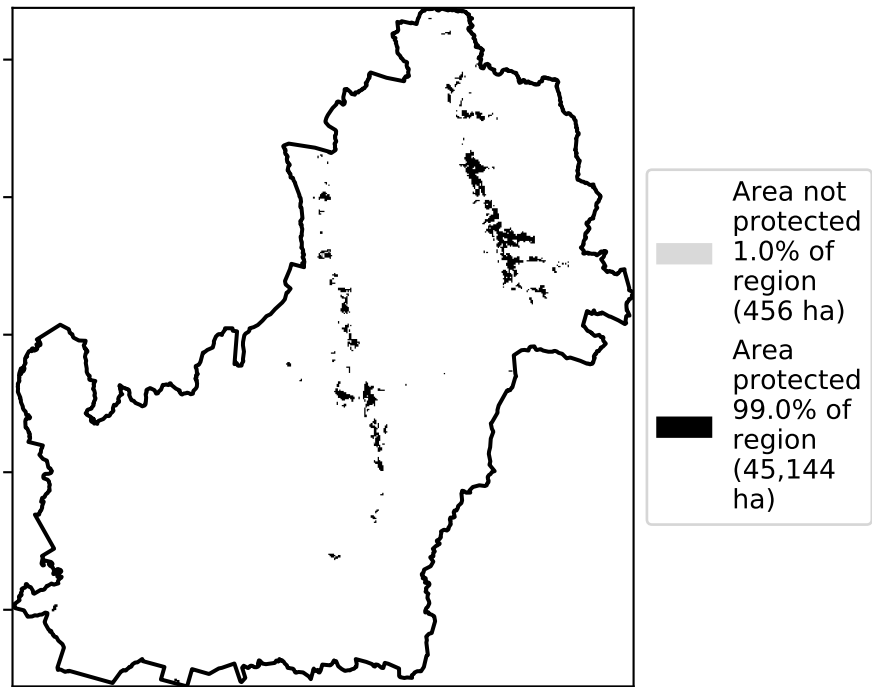 Area not
protected
1.0% of
region
(456 ha)
Area
protected
99.0% of
region
(45,144
ha)